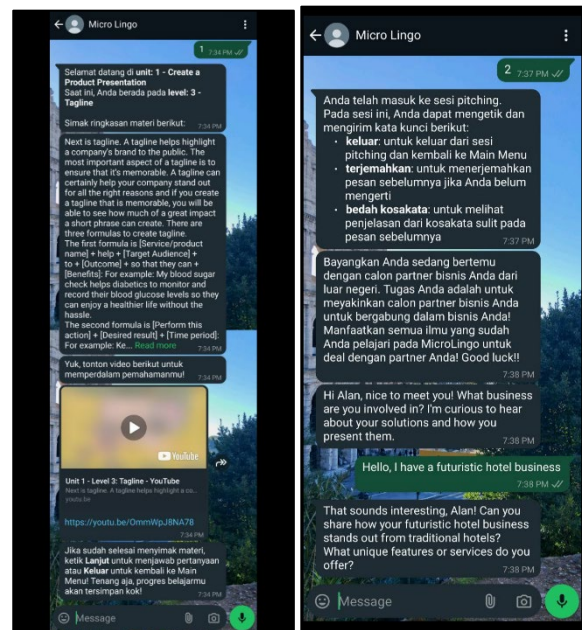 Micro Lingo
1 7:34 PM
Selamat datang di unit: 1 - Create a
Product Presentation
Saat ini, Anda berada pada level: 3 -
Tagline
Simak ringkasan materi berikut:
7:34 PM
Next is tagline. A tagline helps highlight
a company's brand to the public. The
most important aspect of a tagline is to
ensure that it's memorable. A tagline can
certainly help your company stand out
for all the right reasons and if you create
a tagline that is memorable, you will be
able to see how much of a great impact
a short phrase can create. There are
three formulas to create tagline.
The first formula is [Service/product
name] + help + [Target Audience] +
to + [Outcome] + so that they can +
[Benefits]: For example: My blood sugar
check helps diabetics to monitor and
record their blood glucose levels so they
can enjoy a healthier life without the
hassle.
The second formula is [Perform this
action] + [Desired result] + [Time period]:
For example: Ke... Read more
7:34 PM
Yuk, tonton video berikut untuk
memperdalam pemahamanmu!
7:34 PM
YouTube
Unit 1 - Level 3: Tagline - YouTube
Next is tagline. A tagline helps highlight a co...
youtu.be
https://youtu.be/OmmWpJ8NA78
7:34 PM
Jika sudah selesai menyimak materi,
ketik Lanjut untuk menjawab pertanyaan
atau Keluar untuk kembali ke Main
Menu! Tenang aja, progres belajarmu
akan tersimpan kok!
7:34 PM
Message
Micro Lingo
2 7:37 PM
Anda telah masuk ke sesi pitching.
Pada sesi ini, Anda dapat mengetik dan
mengirim kata kunci berikut:
• keluar: untuk keluar dari sesi
pitching dan kembali ke Main Menu
• terjemahkan: untuk menerjemahkan
pesan sebelumnya jika Anda belum
mengerti
• bedah kosakata: untuk melihat
penjelasan dari kosakata sulit pada
pesan sebelumnya
7:37 PM
Bayangkan Anda sedang bertemu
dengan calon partner bisnis Anda dari
luar negeri. Tugas Anda adalah untuk
meyakinkan calon partner bisnis Anda
untuk bergabung dalam bisnis Anda!
Manfaatkan semua ilmu yang sudah
Anda pelajari pada MicroLingo untuk
deal dengan partner Anda! Good luck!!
7:38 PM
Hi Alan, nice to meet you! What business
are you involved in? I'm curious to hear
about your solutions and how you
present them.
7:38 PM
Hello, I have a futuristic hotel business
7:38 PM
That sounds interesting, Alan! Can you
share how your futuristic hotel business
stands out from traditional hotels?
What unique features or services do you
offer?
7:38 PM
Message